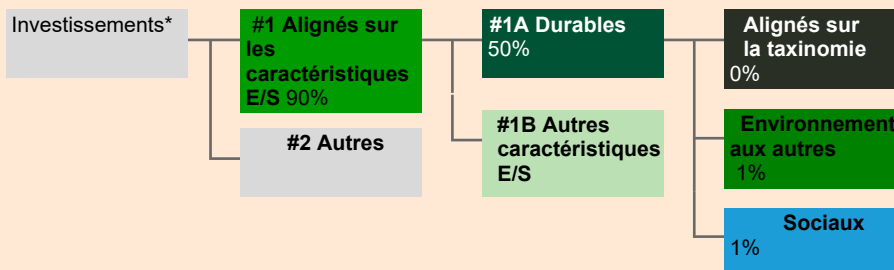 Investissements*
#1 Alignés sur
les
caractéristiques
E/S 90%
#2 Autres
#1A Durables
50%
#1B Autres
caractéristiques
E/S
Alignés sur
la taxinomie
0%
Environnement
aux autres
1%
Sociaux
1%